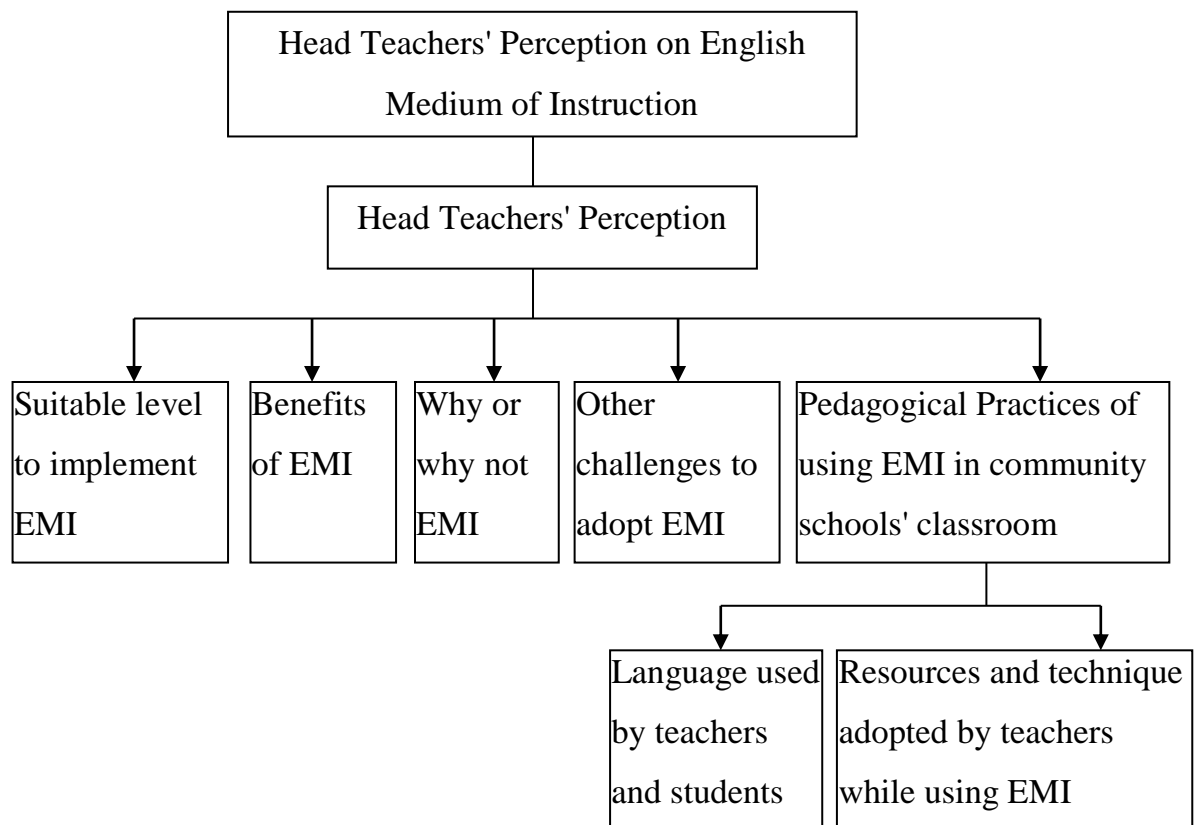 Head Teachers' Perception on English
Medium of Instruction
Head Teachers' Perception
Suitable level
to implement
EMI
Benefits
of EMI
Why or
why not
EMI
Other
challenges to
adopt EMI
Pedagogical Practices of
using EMI in community
schools' classroom
Language used
by teachers
and students
Resources and technique
adopted by teachers
while using EMI